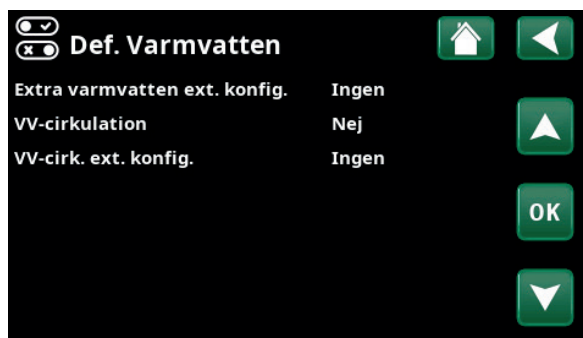 Def. Varmvatten
Extra varmvatten ext. konfig. Ingen
VV-cirkulation Nej
VV-cirk. ext. konfig. Ingen
OK